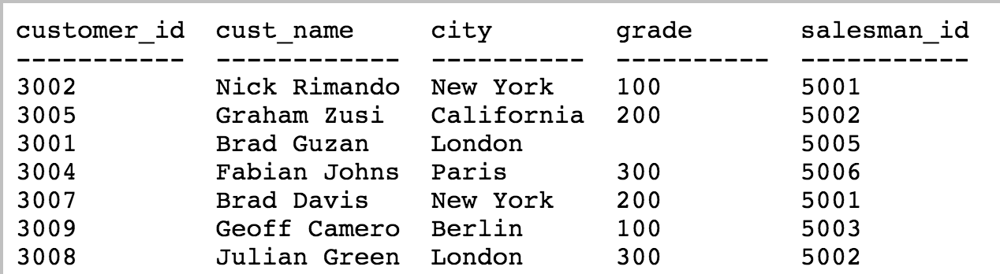 customer_id  cust_name     city        grade       salesman_id
-----------  ------------  ----------  ----------  -----------
3002         Nick Rimando  New York    100         5001
3005         Graham Zusi   California  200         5002
3001         Brad Guzan    London                  5005
3004         Fabian Johns  Paris       300         5006
3007         Brad Davis    New York    200         5001
3009         Geoff Camero  Berlin      100         5003
3008         Julian Green  London      300         5002